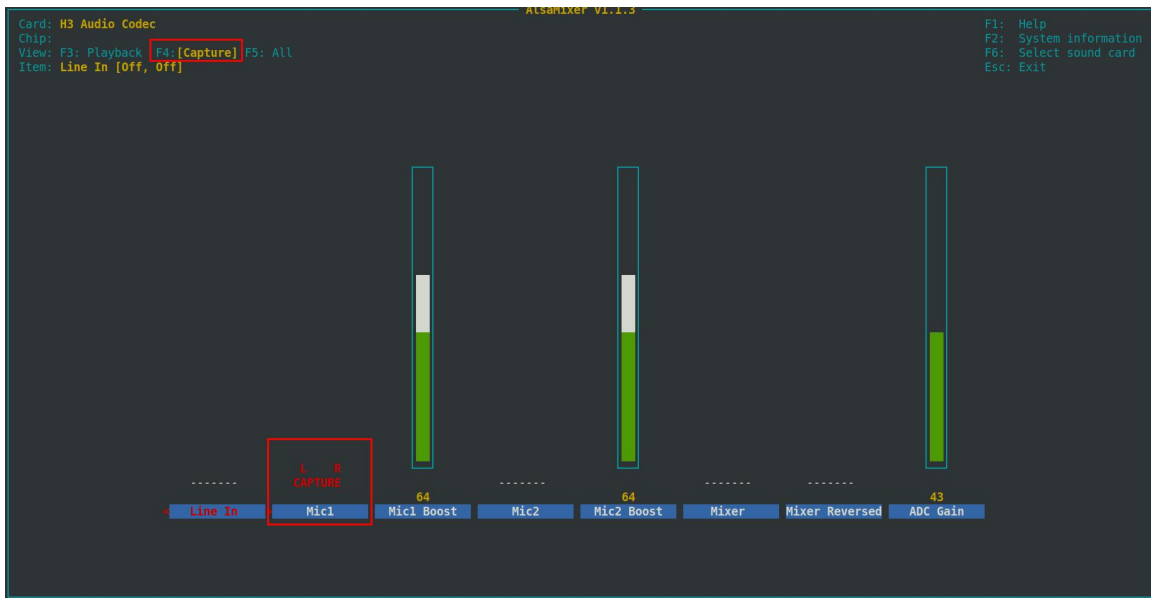 AlsaMixer v1.1.3
Card: H3 Audio Codec
F1: Help
Chip:
F2: System information
View: F3: Playback F4:[Capture] F5: All
F6: Select sound card
Item: Line In [Off, Off]
Esc: Exit
L R
CAPTURE
64
64
43
< Line In
Mic1
Mic1 Boost
Mic2
Mic2 Boost
Mixer
Mixer Reversed
ADC Gain